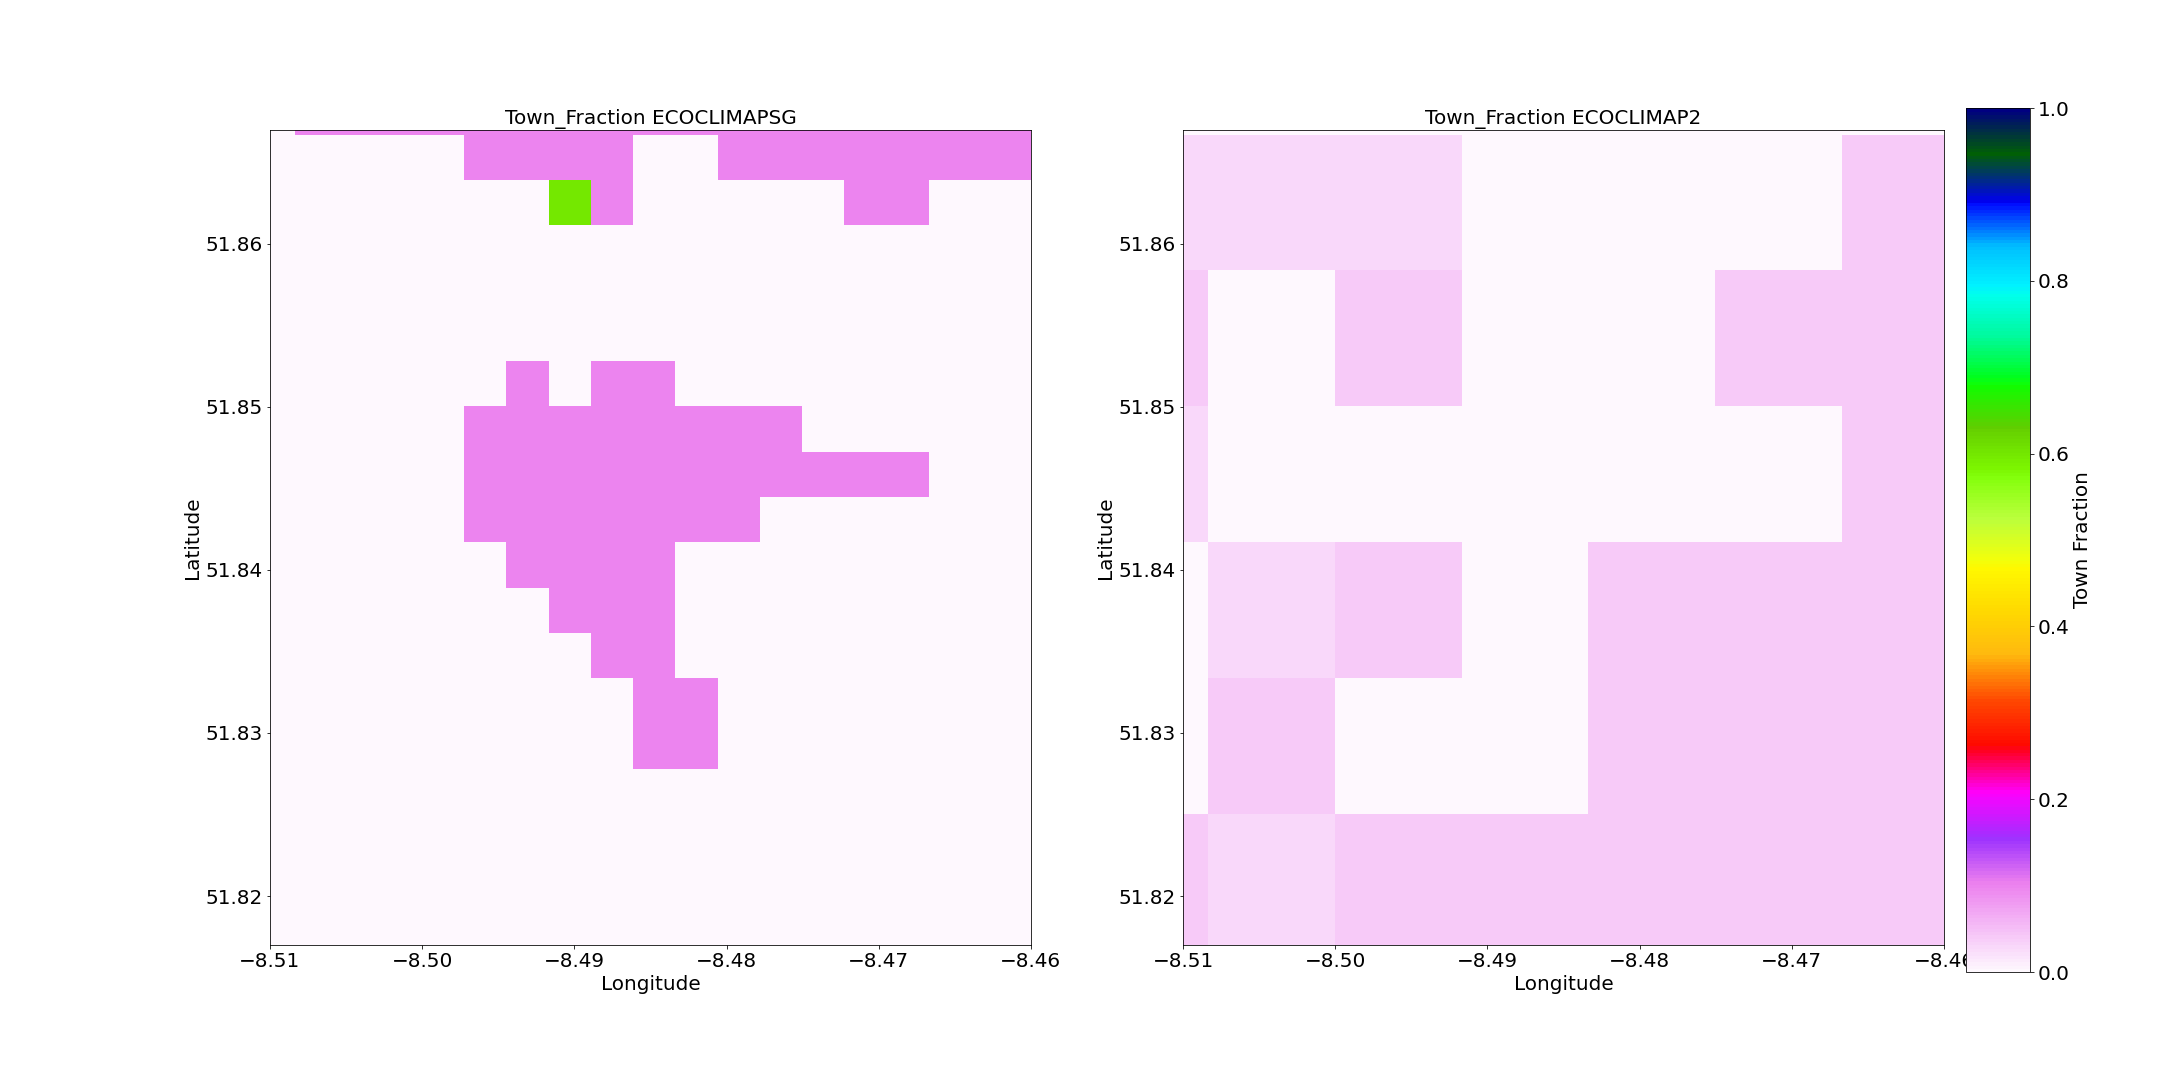 Town_Fraction ECOCLIMAPSG
51.86
51.85
51.84
51.83
51.82
Latitude
−8.51 −8.50 −8.49 −8.48 −8.47 −8.46
Longitude
Town_Fraction ECOCLIMAP2
51.86
51.85
51.84
51.83
51.82
Latitude
−8.51 −8.50 −8.49 −8.48 −8.47 −8.46
Longitude
1.0
0.8
0.6
0.4
0.2
0.0
Town Fraction